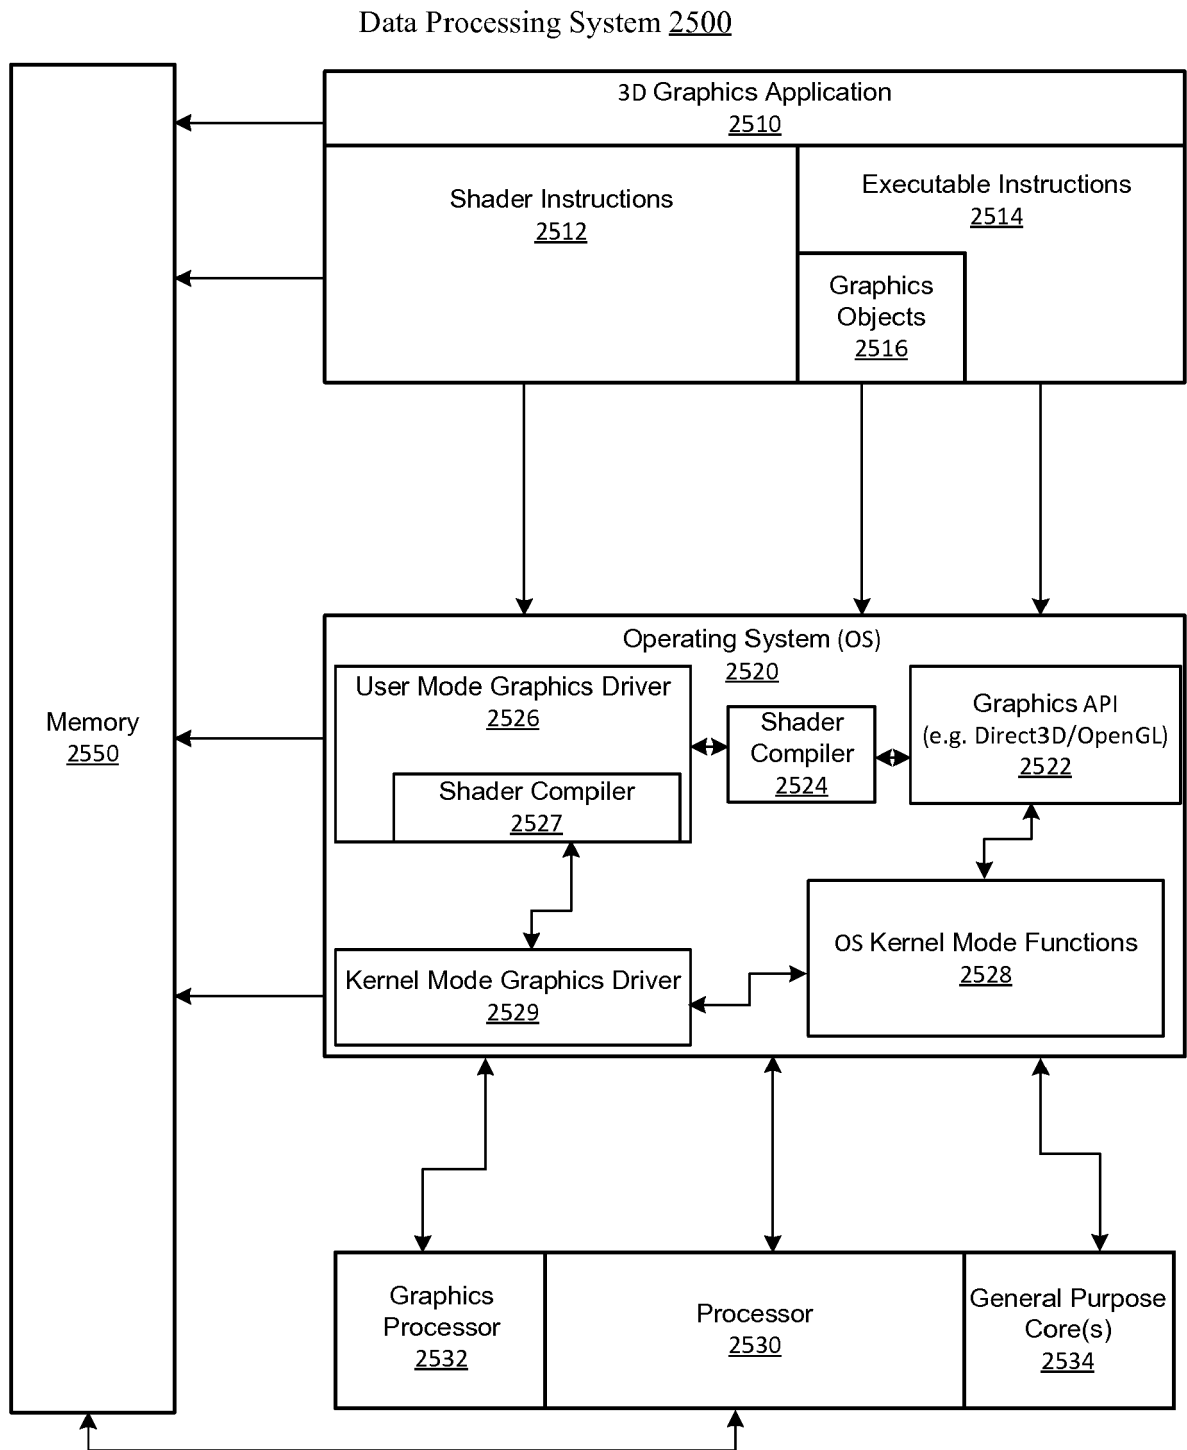 Data Processing System 2500
3D Graphics Application
2510
Shader Instructions
2512
Executable Instructions
2514
Graphics
Objects
2516
Memory
2550
Operating System (OS)
2520
User Mode Graphics Driver
2526
Shader Compiler
2527
Shader
Compiler
2524
Graphics API
(e.g. Direct3D/OpenGL)
2522
Kernel Mode Graphics Driver
2529
OS Kernel Mode Functions
2528
Graphics
Processor
2532
Processor
2530
General Purpose
Core(s)
2534